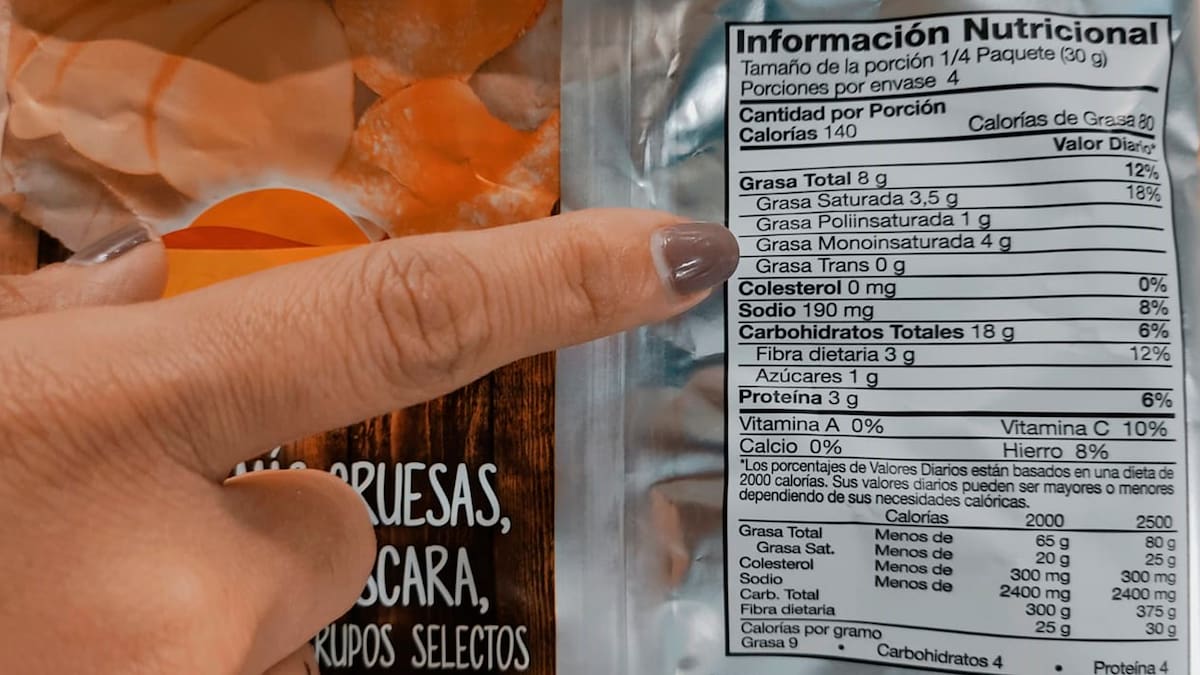 GRUESAS,
SCARA,
RUPOS SELECTOS
Información Nutricional
Tamaño de la porción 1/4 Paquete (30 g)
Porciones por envase 4
Cantidad por Porción
Calorías 140 Calorías de Grasa 80
Valor Diario*
Grasa Total 8 g 12%
Grasa Saturada 3,5 g 18%
Grasa Poliinsaturada 1 g
Grasa Monoinsaturada 4 g
Grasa Trans 0 g
Colesterol 0 mg 0%
Sodio 190 mg 8%
Carbohidratos Totales 18 g 6%
Fibra dietaria 3 g 12%
Azúcares 1 g
Proteína 3 g 6%
Vitamina A 0% Vitamina C 10%
Calcio 0% Hierro 8%
*Los porcentajes de Valores Diarios están basados en una dieta de
2000 calorías. Sus valores diarios pueden ser mayores o menores
dependiendo de sus necesidades calóricas.
Calorías 2000 2500
Grasa Total Menos de 65 g 80 g
Grasa Sat. Menos de 20 g 25 g
Colesterol Menos de 300 mg 300 mg
Sodio Menos de 2400 mg 2400 mg
Carb. Total 300 g 375 g
Fibra dietaria 25 g 30 g
Calorías por gramo
Grasa 9 • Carbohidratos 4 • Proteína 4